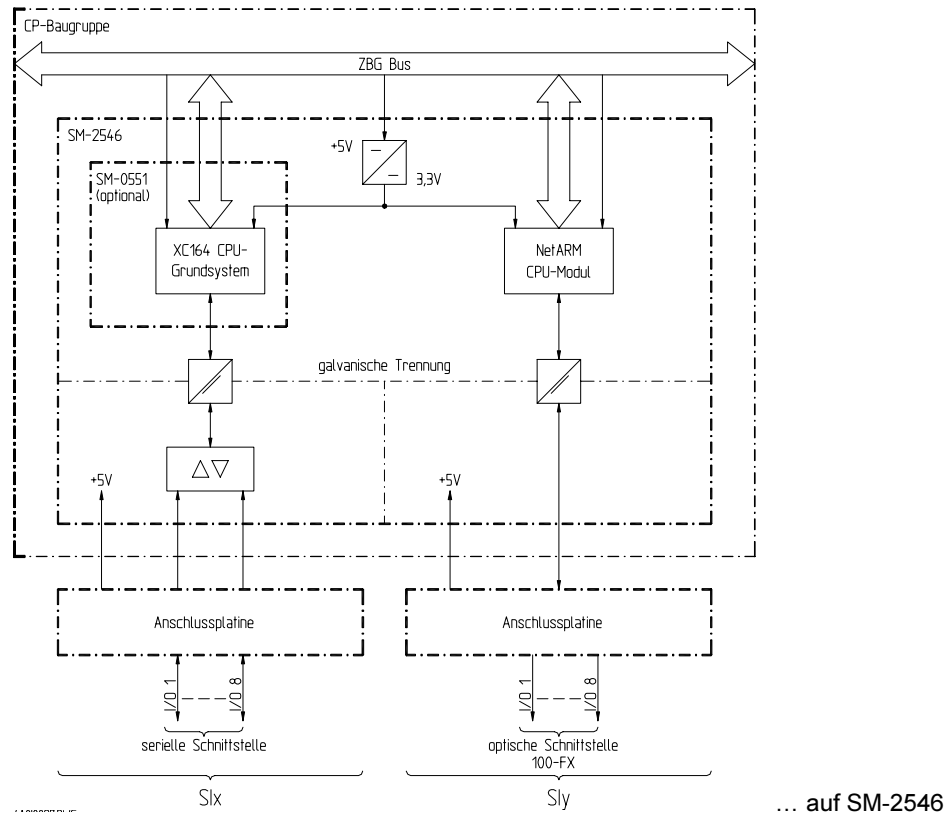 CP-Baugruppe
ZBG Bus
SM-2546
+5V
3,3V
SM-0551
(optional)
XC164 CPU-
Grundsystem
NetARM
CPU-Modul
galvanische Trennung
+5V
+5V
Anschlussplatine
Anschlussplatine
I/O 1
I/O 8
I/O 1
I/O 8
serielle Schnittstelle
optische Schnittstelle
100-FX
SIx
SIy
… auf SM-2546